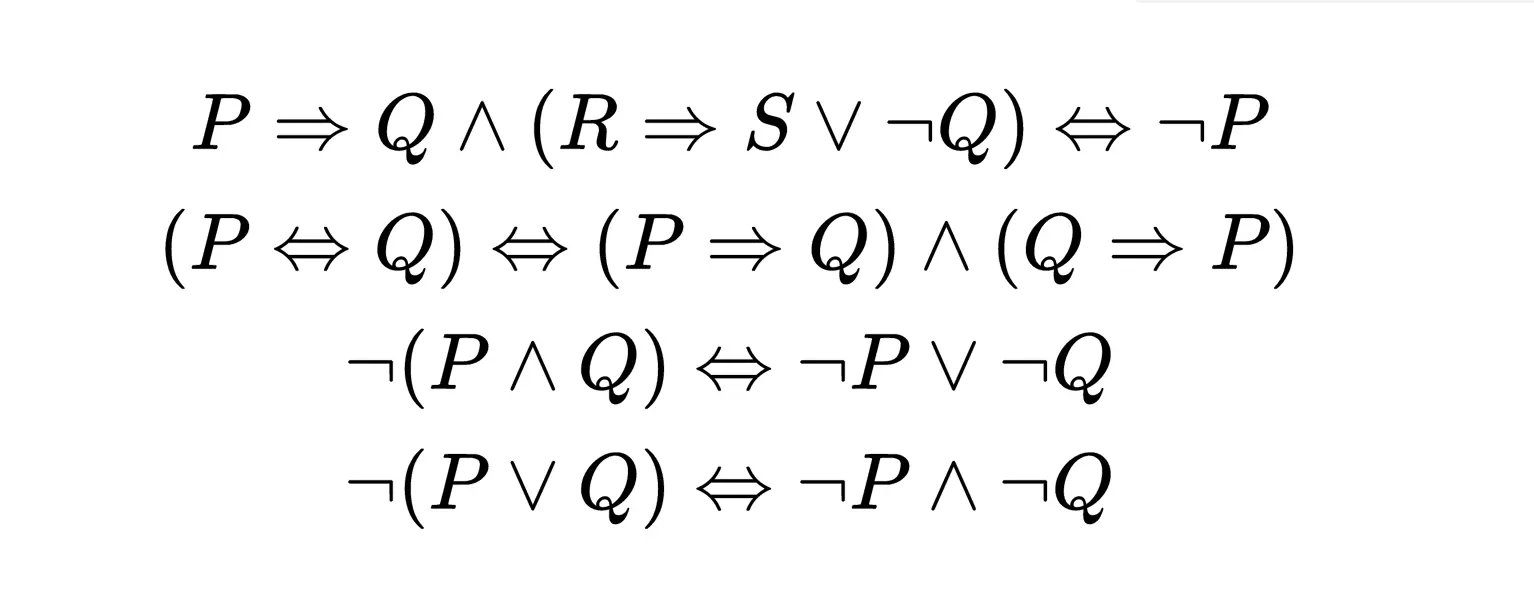 P ⇒ Q ∧ (R ⇒ S ∨ ¬Q) ⇔ ¬P
(P ⇔ Q) ⇔ (P ⇒ Q) ∧ (Q ⇒ P)
¬(P ∧ Q) ⇔ ¬P ∨ ¬Q
¬(P ∨ Q) ⇔ ¬P ∧ ¬Q